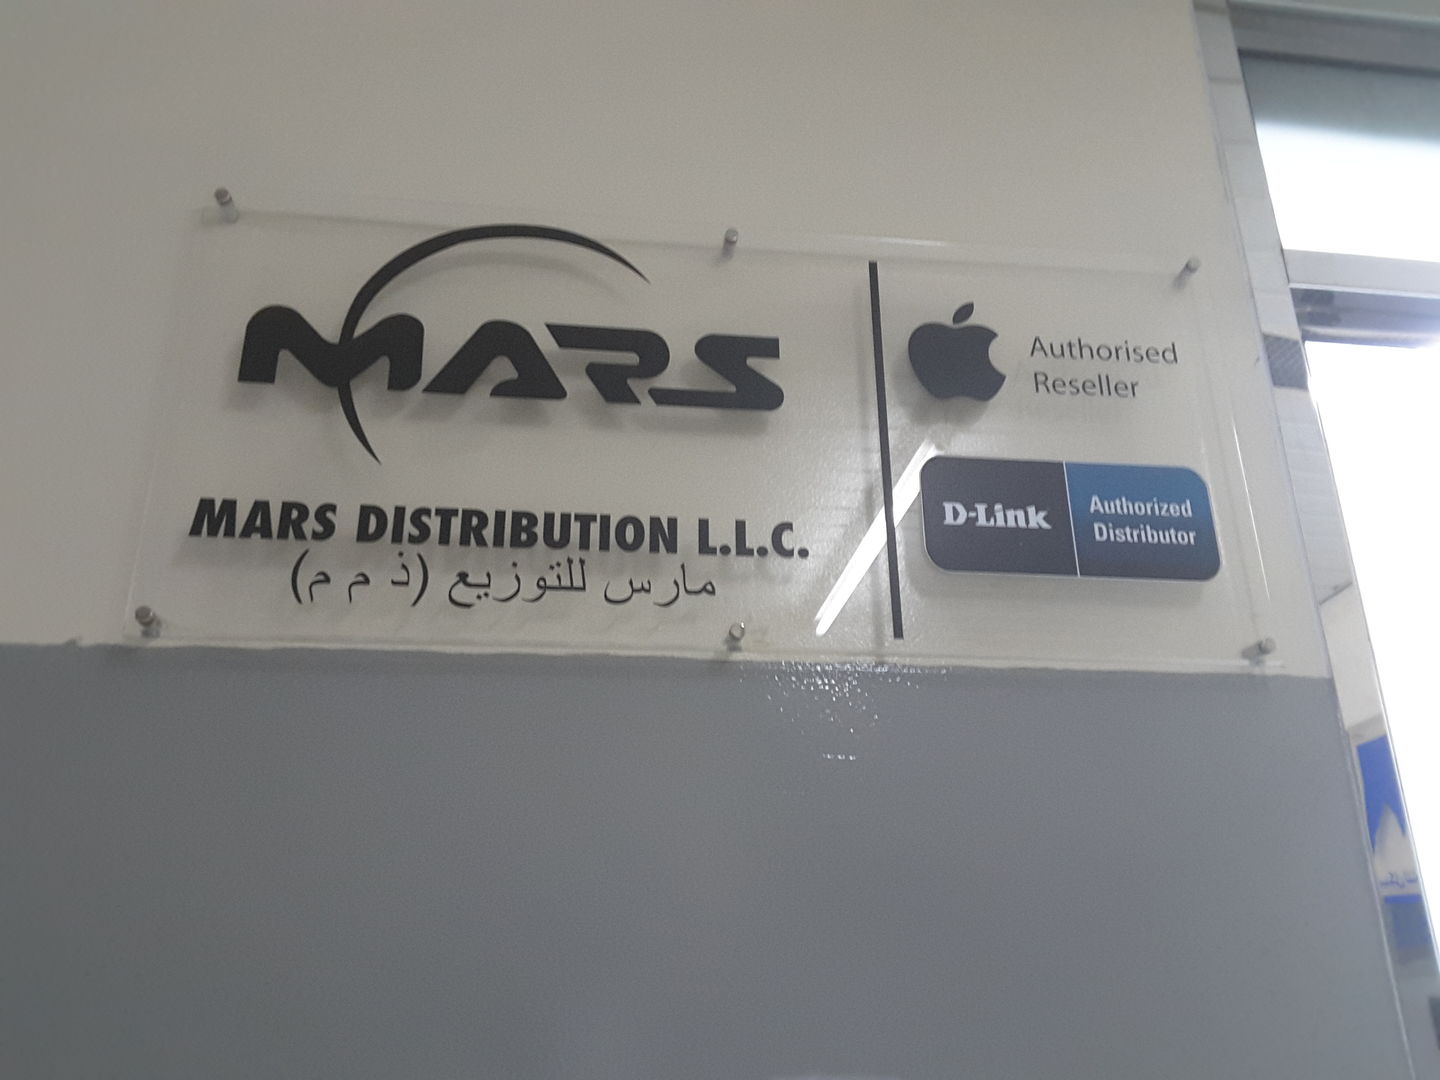 MARS
MARS DISTRIBUTION L.L.C.
مارس للتوزيع (ذ م م)
Authorised
Reseller
D-Link
Authorized
Distributor